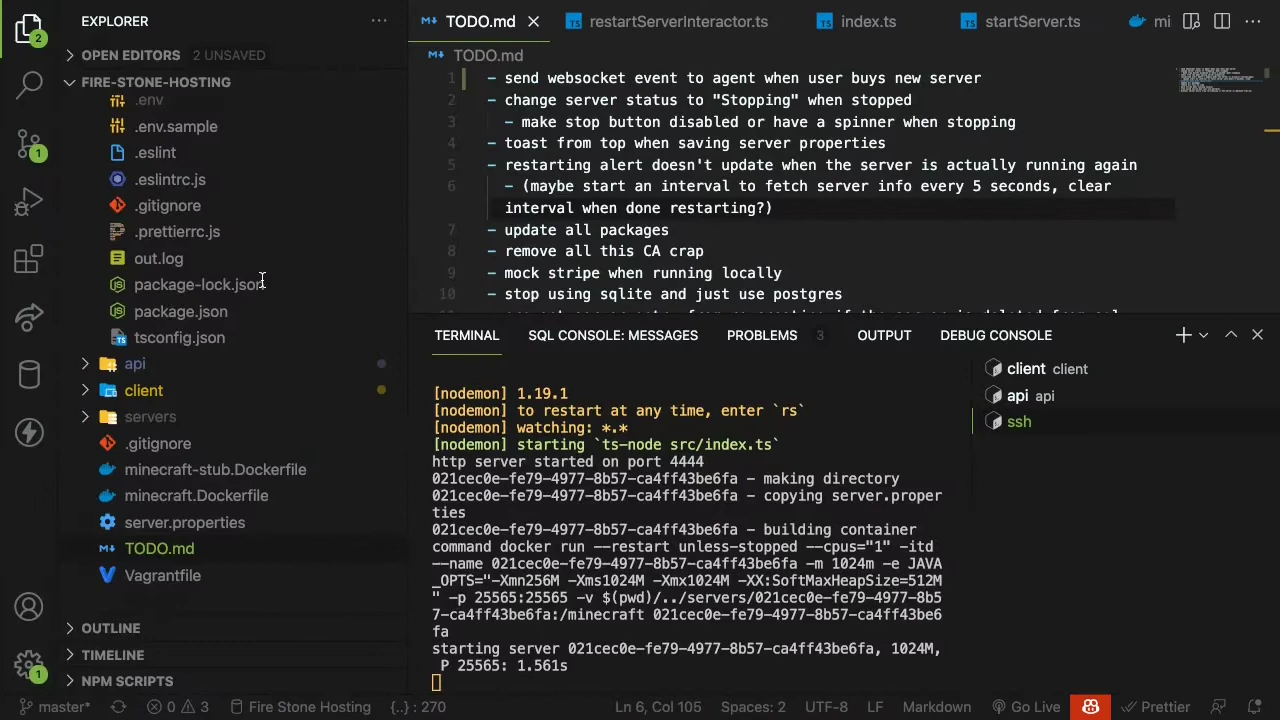 EXPLORER
OPEN EDITORS 2 UNSAVED
FIRE-STONE-HOSTING
.env
.env.sample
.eslint
.eslintrc.js
.gitignore
.prettierrc.js
out.log
package-lock.json
package.json
tsconfig.json
api
client
servers
.gitignore
minecraft-stub.Dockerfile
minecraft.Dockerfile
server.properties
TODO.md
Vagrantfile
OUTLINE
TIMELINE
NPM SCRIPTS
2
1
1
TODO.md restartServerInteractor.ts index.ts startServer.ts mi
TODO.md
1 - send websocket event to agent when user buys new server
2 - change server status to "Stopping" when stopped
3 - make stop button disabled or have a spinner when stopping
4 - toast from top when saving server properties
5 - restarting alert doesn't update when the server is actually running again
6 - (maybe start an interval to fetch server info every 5 seconds, clear
interval when done restarting?)
7 - update all packages
8 - remove all this CA crap
9 - mock stripe when running locally
10 - stop using sqlite and just use postgres
TERMINAL SQL CONSOLE: MESSAGES PROBLEMS 3 OUTPUT DEBUG CONSOLE
[nodemon] 1.19.1
[nodemon] to restart at any time, enter `rs`
[nodemon] watching: *.*
[nodemon] starting `ts-node src/index.ts`
http server started on port 4444
021cec0e-fe79-4977-8b57-ca4ff43be6fa - making directory
021cec0e-fe79-4977-8b57-ca4ff43be6fa - copying server.proper
ties
021cec0e-fe79-4977-8b57-ca4ff43be6fa - building container
command docker run --restart unless-stopped --cpus="1" -itd
--name 021cec0e-fe79-4977-8b57-ca4ff43be6fa -m 1024m -e JAVA
_OPTS="-Xmn256M -Xms1024M -Xmx1024M -XX:SoftMaxHeapSize=512M
" -p 25565:25565 -v $(pwd)/../servers/021cec0e-fe79-4977-8b5
7-ca4ff43be6fa:/minecraft 021cec0e-fe79-4977-8b57-ca4ff43be6
fa
starting server 021cec0e-fe79-4977-8b57-ca4ff43be6fa, 1024M,
P 25565: 1.561s
client client
api api
ssh
master* 0 3 Fire Stone Hosting {..} : 270 Ln 6, Col 105 Spaces: 2 UTF-8 LF Markdown Go Live Prettier